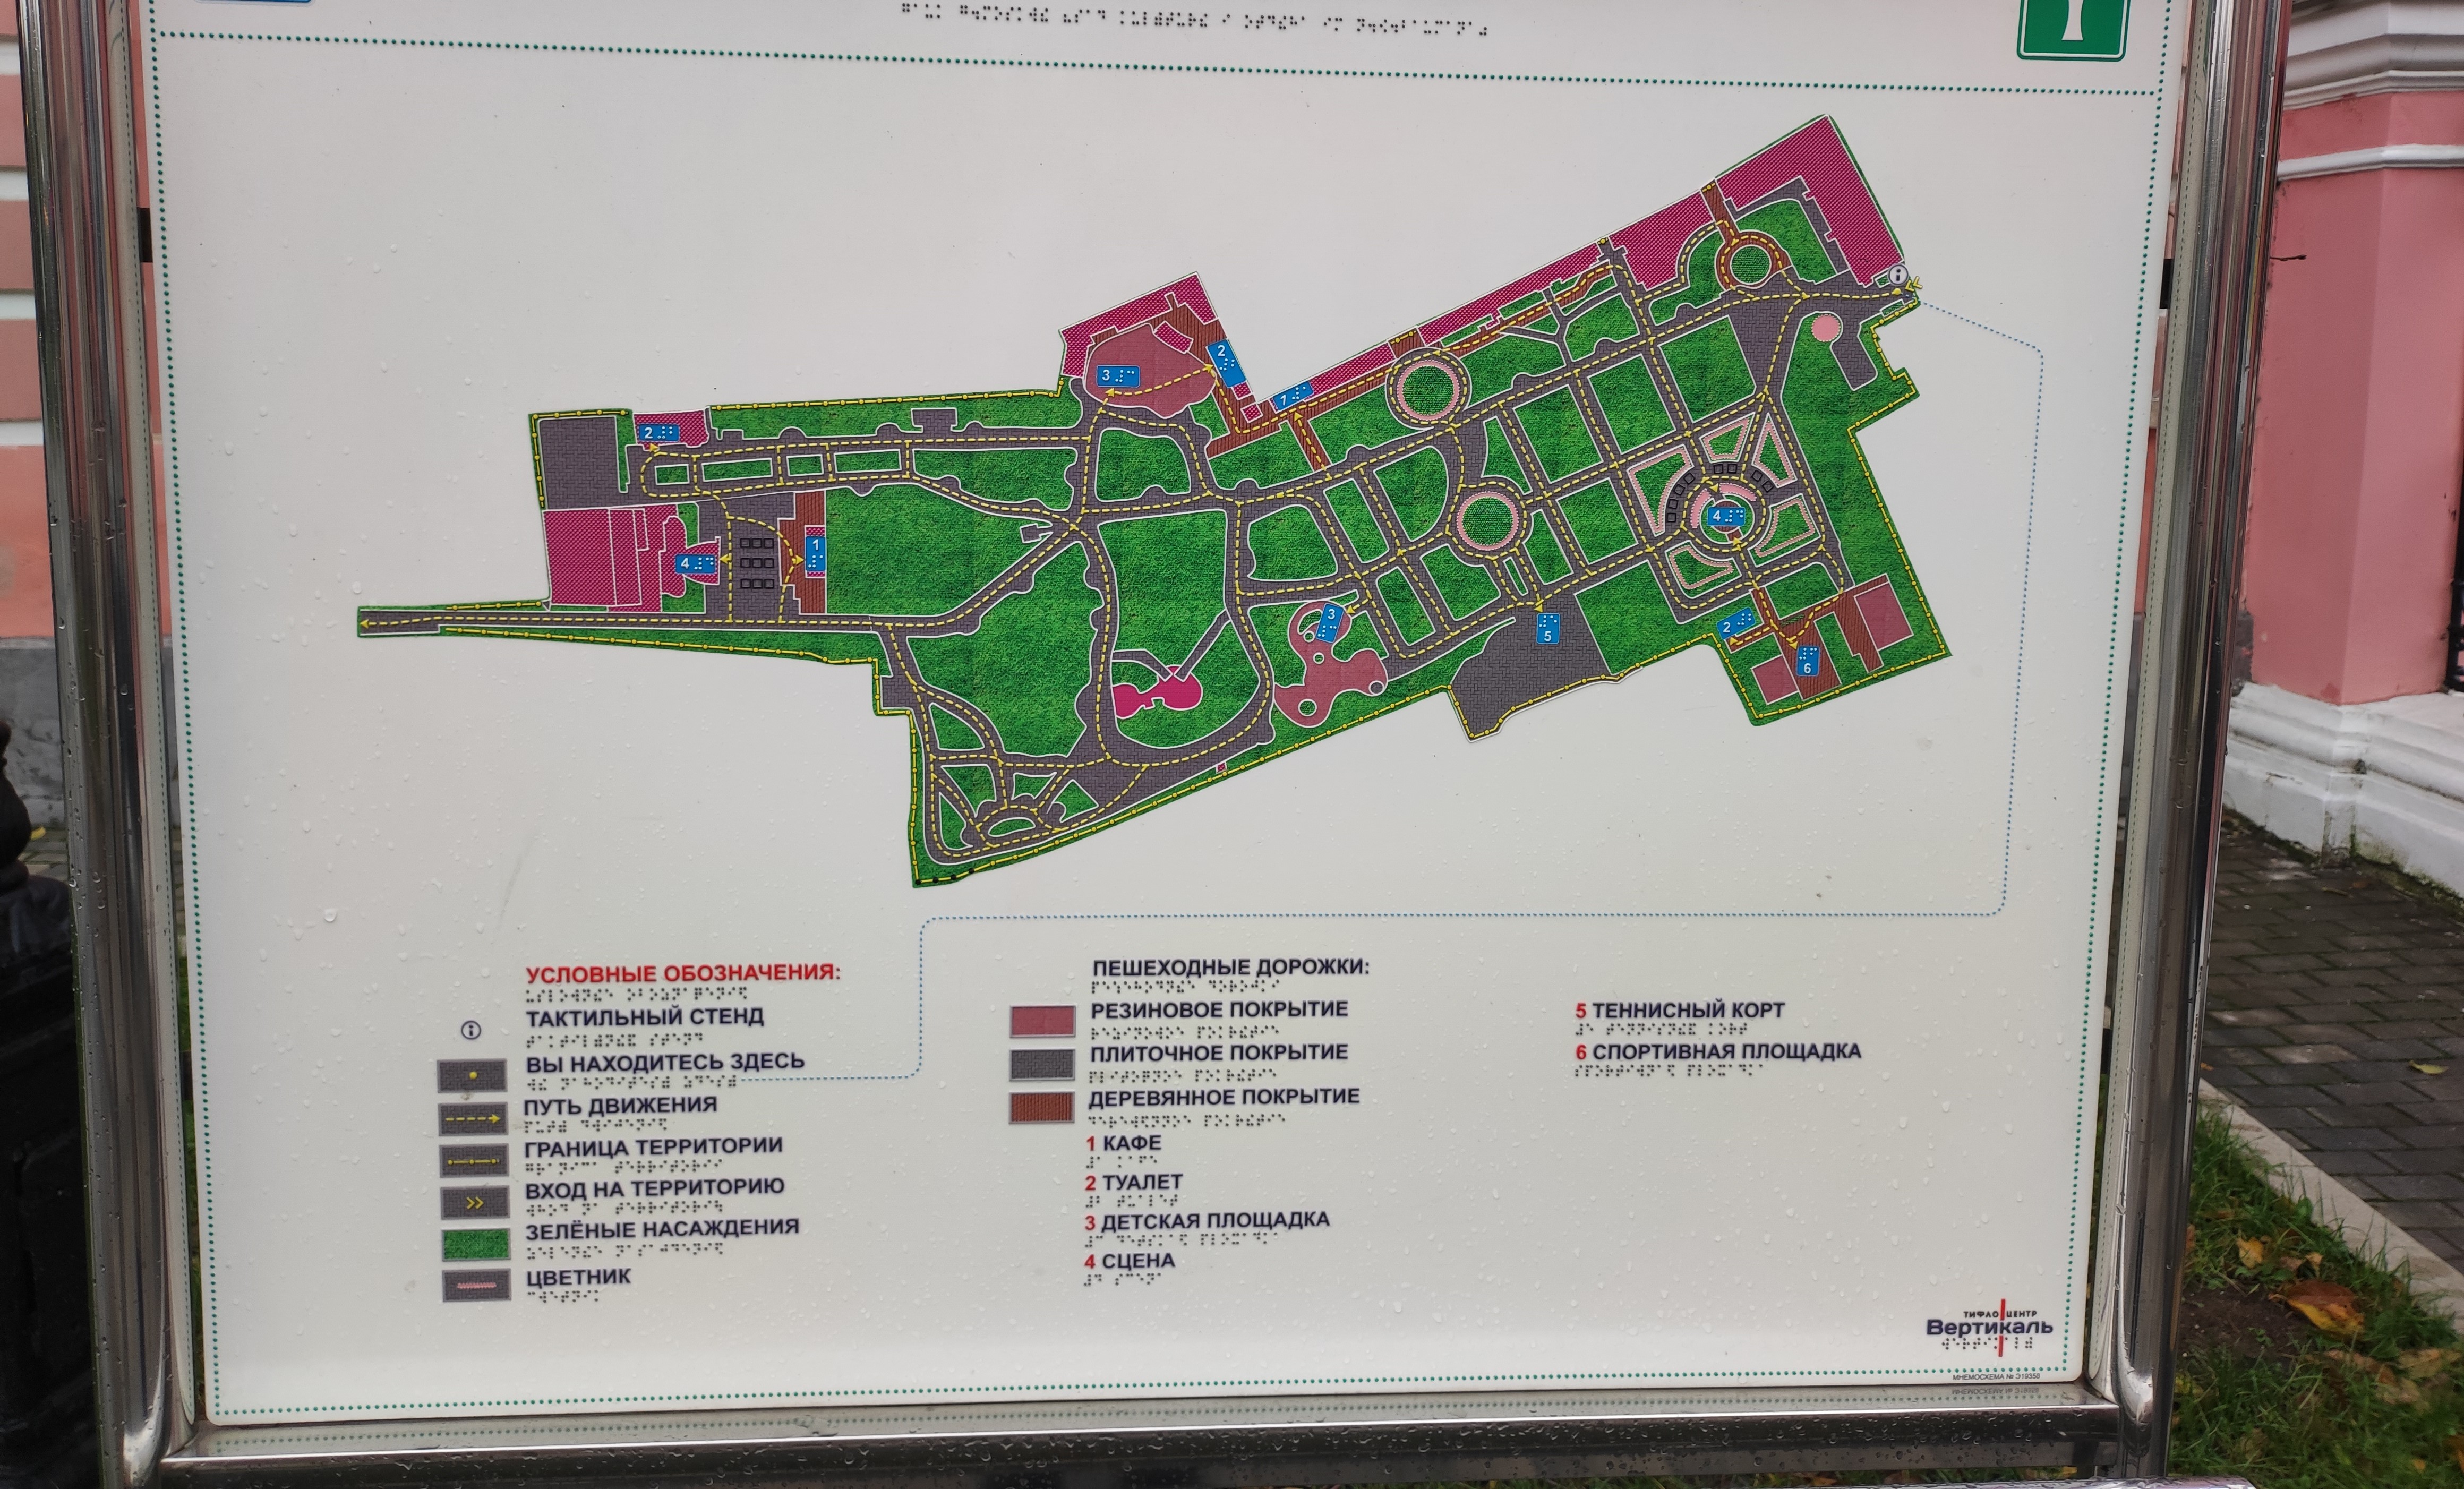 2
3
1
2
4
1
4
3
5
2
6
УСЛОВНЫЕ ОБОЗНАЧЕНИЯ:
ТАКТИЛЬНЫЙ СТЕНД
ВЫ НАХОДИТЕСЬ ЗДЕСЬ
ПУТЬ ДВИЖЕНИЯ
ГРАНИЦА ТЕРРИТОРИИ
ВХОД НА ТЕРРИТОРИЮ
ЗЕЛЁНЫЕ НАСАЖДЕНИЯ
ЦВЕТНИК
ПЕШЕХОДНЫЕ ДОРОЖКИ:
РЕЗИНОВОЕ ПОКРЫТИЕ
ПЛИТОЧНОЕ ПОКРЫТИЕ
ДЕРЕВЯННОЕ ПОКРЫТИЕ
1 КАФЕ
2 ТУАЛЕТ
3 ДЕТСКАЯ ПЛОЩАДКА
4 СЦЕНА
5 ТЕННИСНЫЙ КОРТ
6 СПОРТИВНАЯ ПЛОЩАДКА
ТИФЛОЦЕНТР
Вертикаль
МНЕМОСХЕМА № Э19358